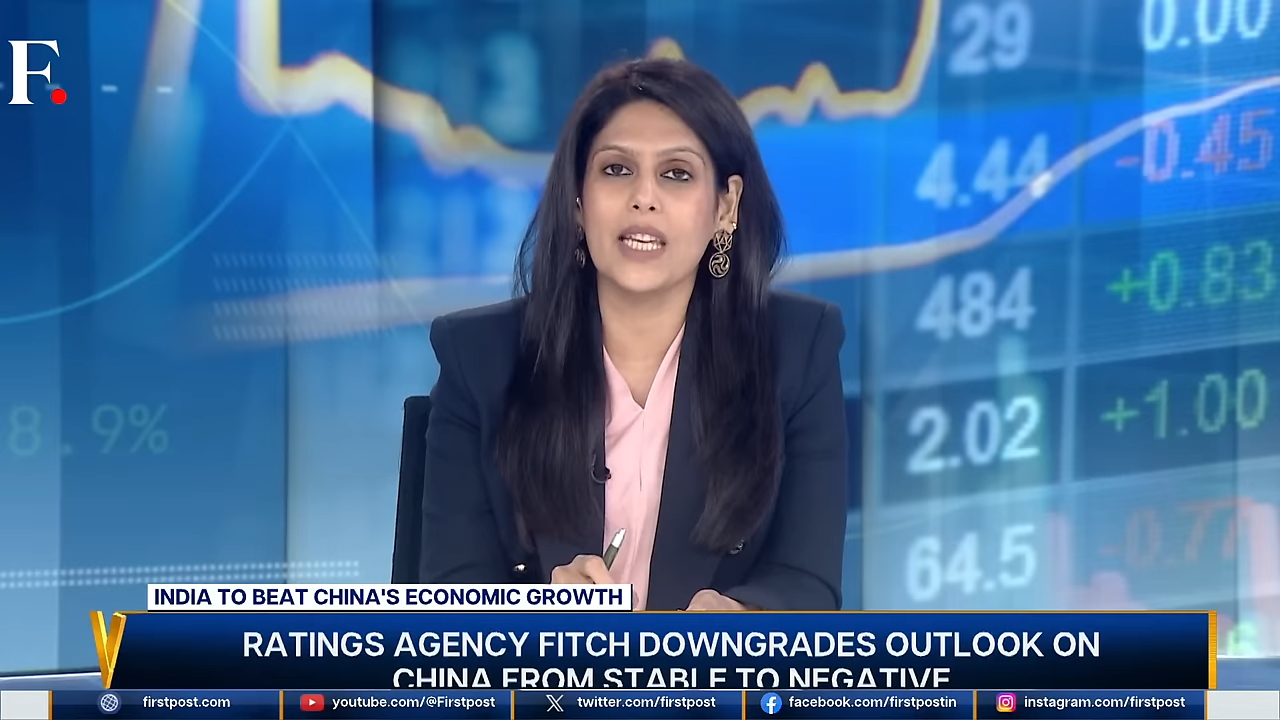 F.
29
0.00
4.44
-0.45
484
+0.83
8.9%
2.02
+1.00
64.5
-0.77
INDIA TO BEAT CHINA'S ECONOMIC GROWTH
V
RATINGS AGENCY FITCH DOWNGRADES OUTLOOK ON
CHINA FROM STABLE TO NEGATIVE
firstpost.com
youtube.com/@Firstpost
twitter.com/firstpost
facebook.com/firstpostin
instagram.com/firstpost